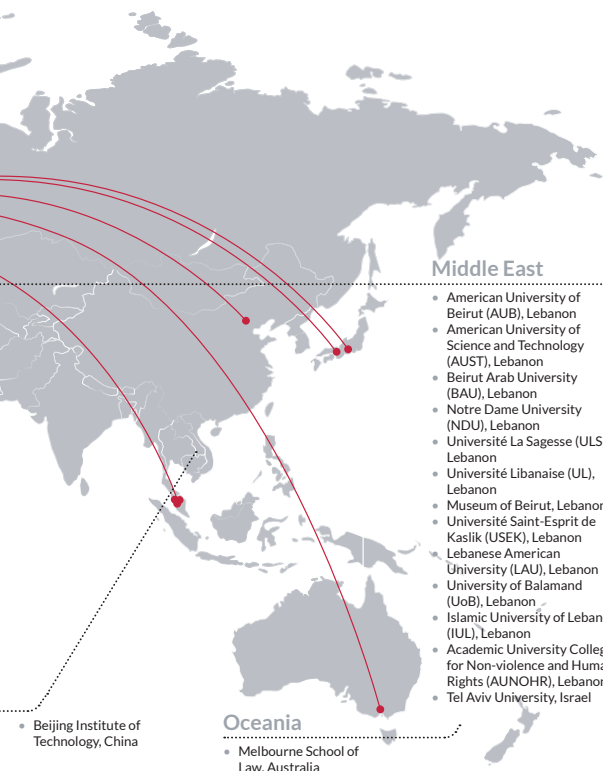 Middle East
American University of
Beirut (AUB), Lebanon
American University of
Science and Technology
(AUST), Lebanon
Beirut Arab University
(BAU), Lebanon
Notre Dame University
(NDU), Lebanon
Université La Sagesse (ULS
Lebanon
Université Libanaise (UL),
Lebanon
Museum of Beirut, Lebanon
Université Saint-Esprit de
Kaslik (USEK), Lebanon
Lebanese American
University (LAU), Lebanon
University of Balamand
(UoB), Lebanon
Islamic University of Leban
(IUL), Lebanon
Academic University Colleg
for Non-violence and Huma
Rights (AUNOHR), Lebanon
Tel Aviv University, Israel
Beijing Institute of
Technology, China
Oceania
Melbourne School of
Law, Australia